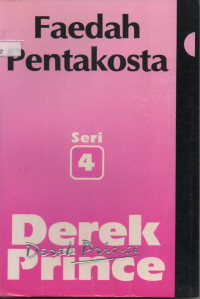 Faedah
Pentakosta
Seri
4
Derek
Derek Prince
Prince